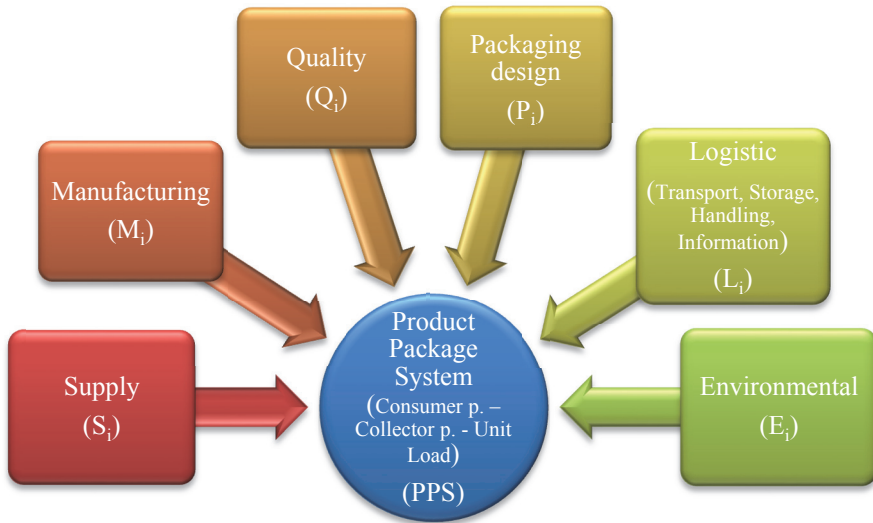 Quality
(Qᵢ)
Packaging
design
(Pᵢ)
Manufacturing
(Mᵢ)
Logistic
(Transport, Storage,
Handling,
Information)
(Lᵢ)
Supply
(Sᵢ)
Product
Package
System
(Consumer p. –
Collector p. - Unit
Load)
(PPS)
Environmental
(Eᵢ)